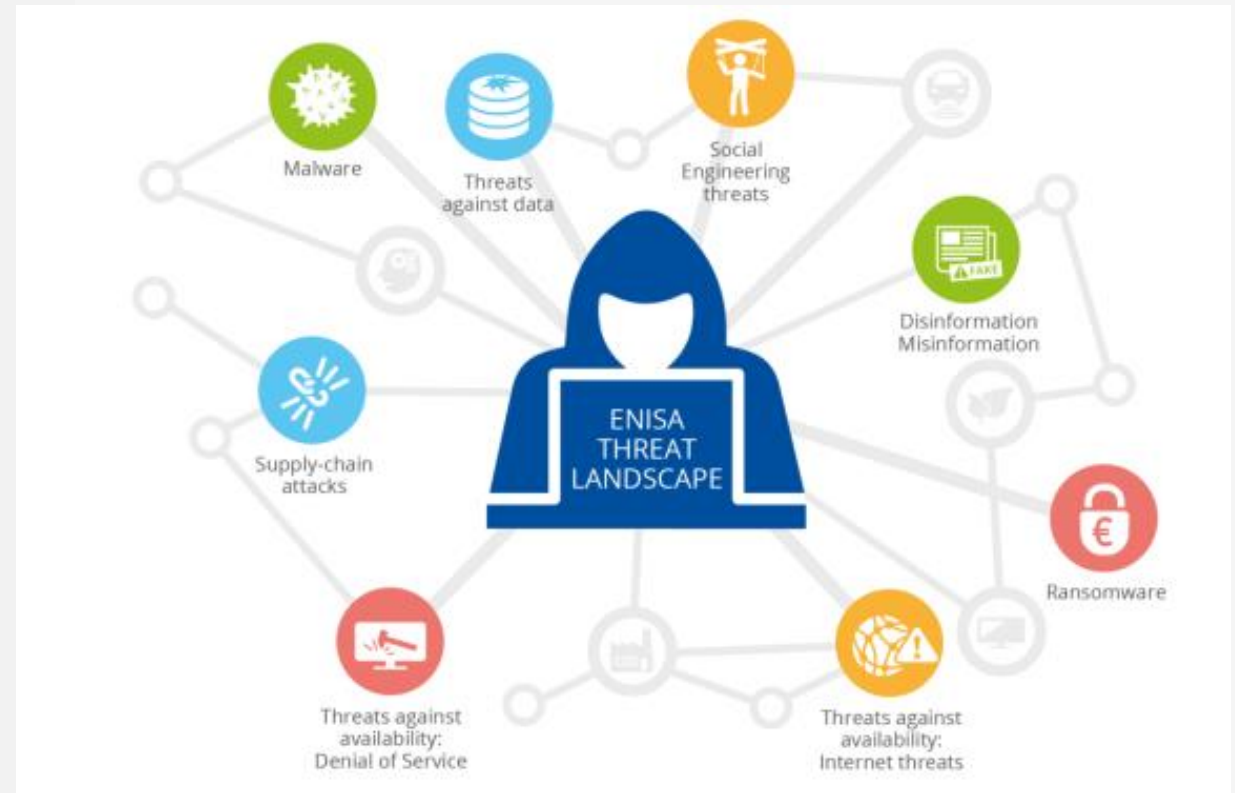 Malware
Threats
against data
Social
Engineering
threats
Disinformation
Misinformation
FAKE
ENISA
THREAT
LANDSCAPE
Supply-chain
attacks
€
Ransomware
Threats against
availability:
Denial of Service
!
Threats against
availability:
Internet threats